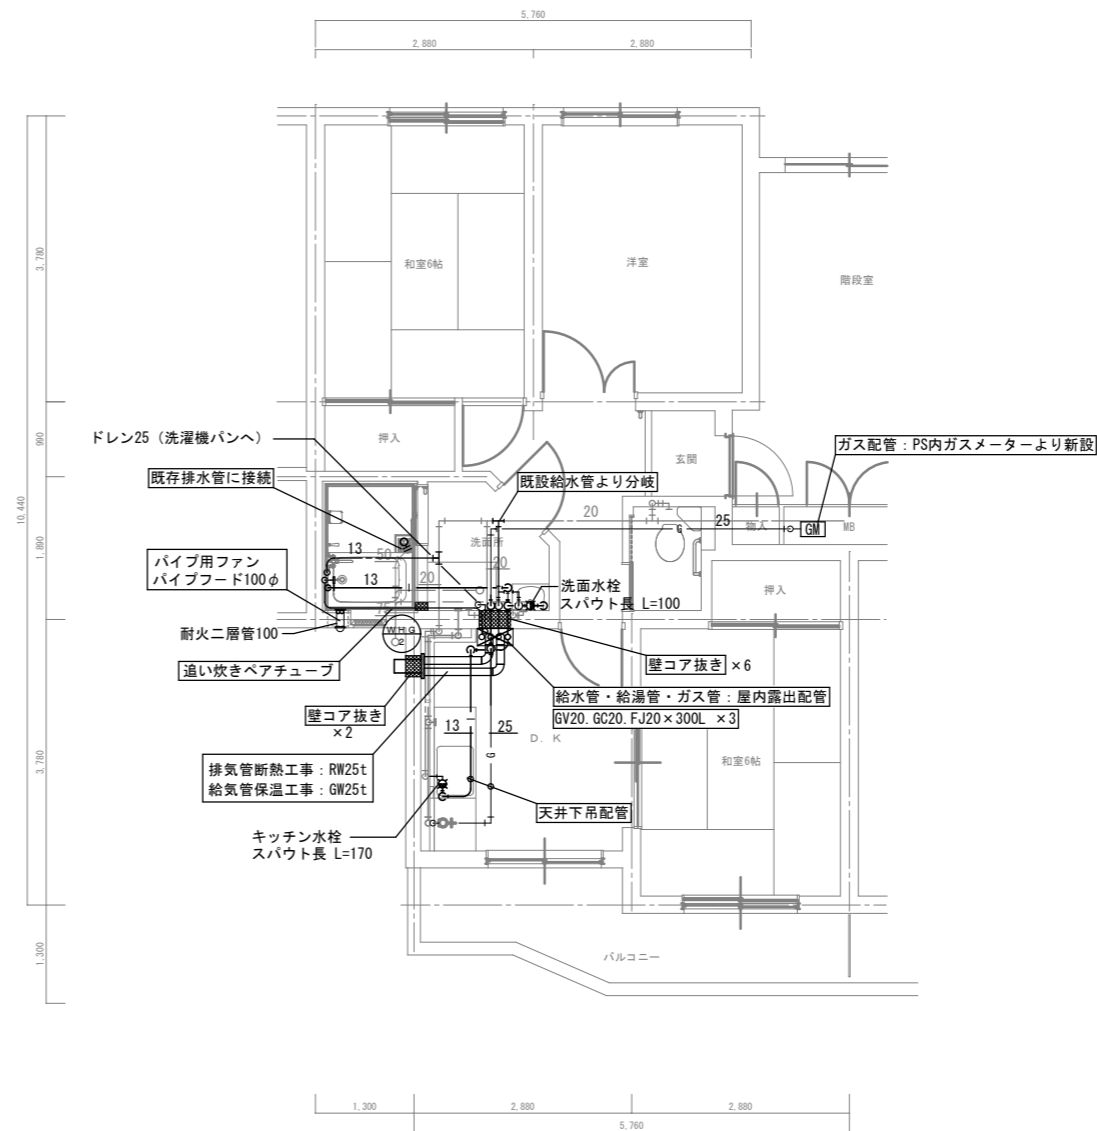 5,760
2,880
2,880
3,780
990
10,440
1,890
3,780
1,300
和室6帖
洋室
階段室
押入
玄関
ドレン25（洗濯機パンへ）
既存排水管に接続
既設給水管より分岐
ガス配管：PS内ガスメーターより新設
20
G
25
物入
GM
MB
洗面所
13
50
20
13
20
75
パイプ用ファン
パイプフード100φ
洗面水栓
スパウト長 L=100
押入
耐火二層管100
WHG
2
追い炊きペアチューブ
壁コア抜き ×6
壁コア抜き
×2
給水管・給湯管・ガス管：屋内露出配管
GV20.GC20.FJ20×300L ×3
13
25
D.K
G
和室6帖
排気管断熱工事：RW25t
給気管保温工事：GW25t
天井下吊配管
キッチン水栓
スパウト長 L=170
バルコニー
1,300
2,880
2,880
5,760